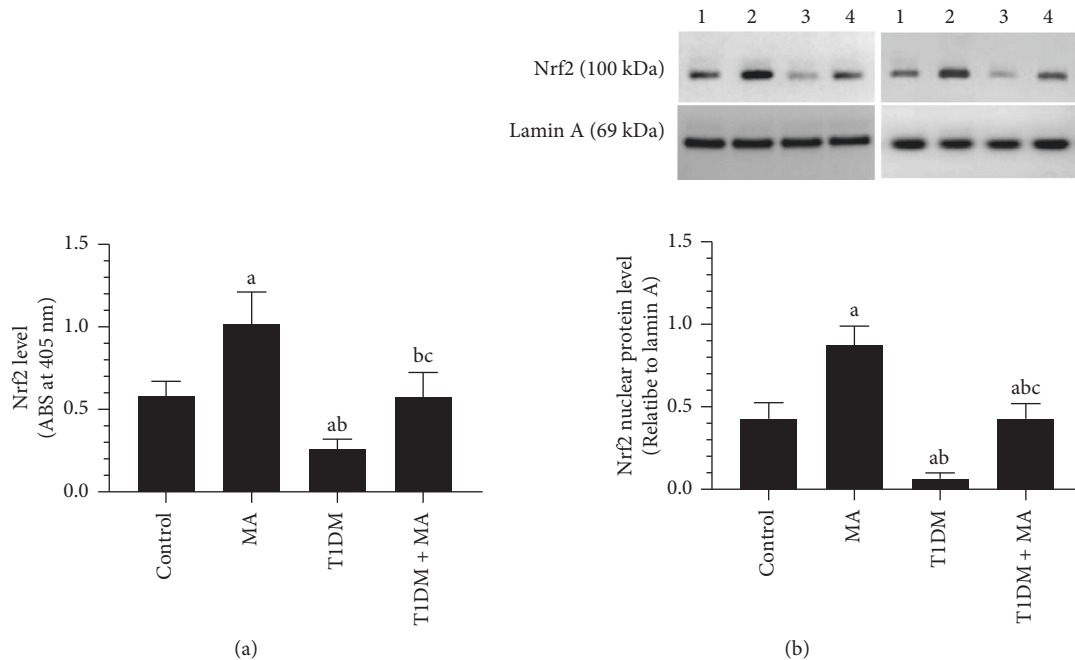 1 2 3 4 1 2 3 4
Nrf2 (100 kDa)
Lamin A (69 kDa)
Nrf2 level
(ABS at 405 nm)
1.5
1.0
0.5
0.0
a
ab
bc
Control
MA
T1DM
T1DM + MA
(a)
Nrf2 nuclear protein level
(Relatibe to lamin A)
1.5
1.0
0.5
0.0
a
ab
abc
Control
MA
T1DM
T1DM + MA
(b)